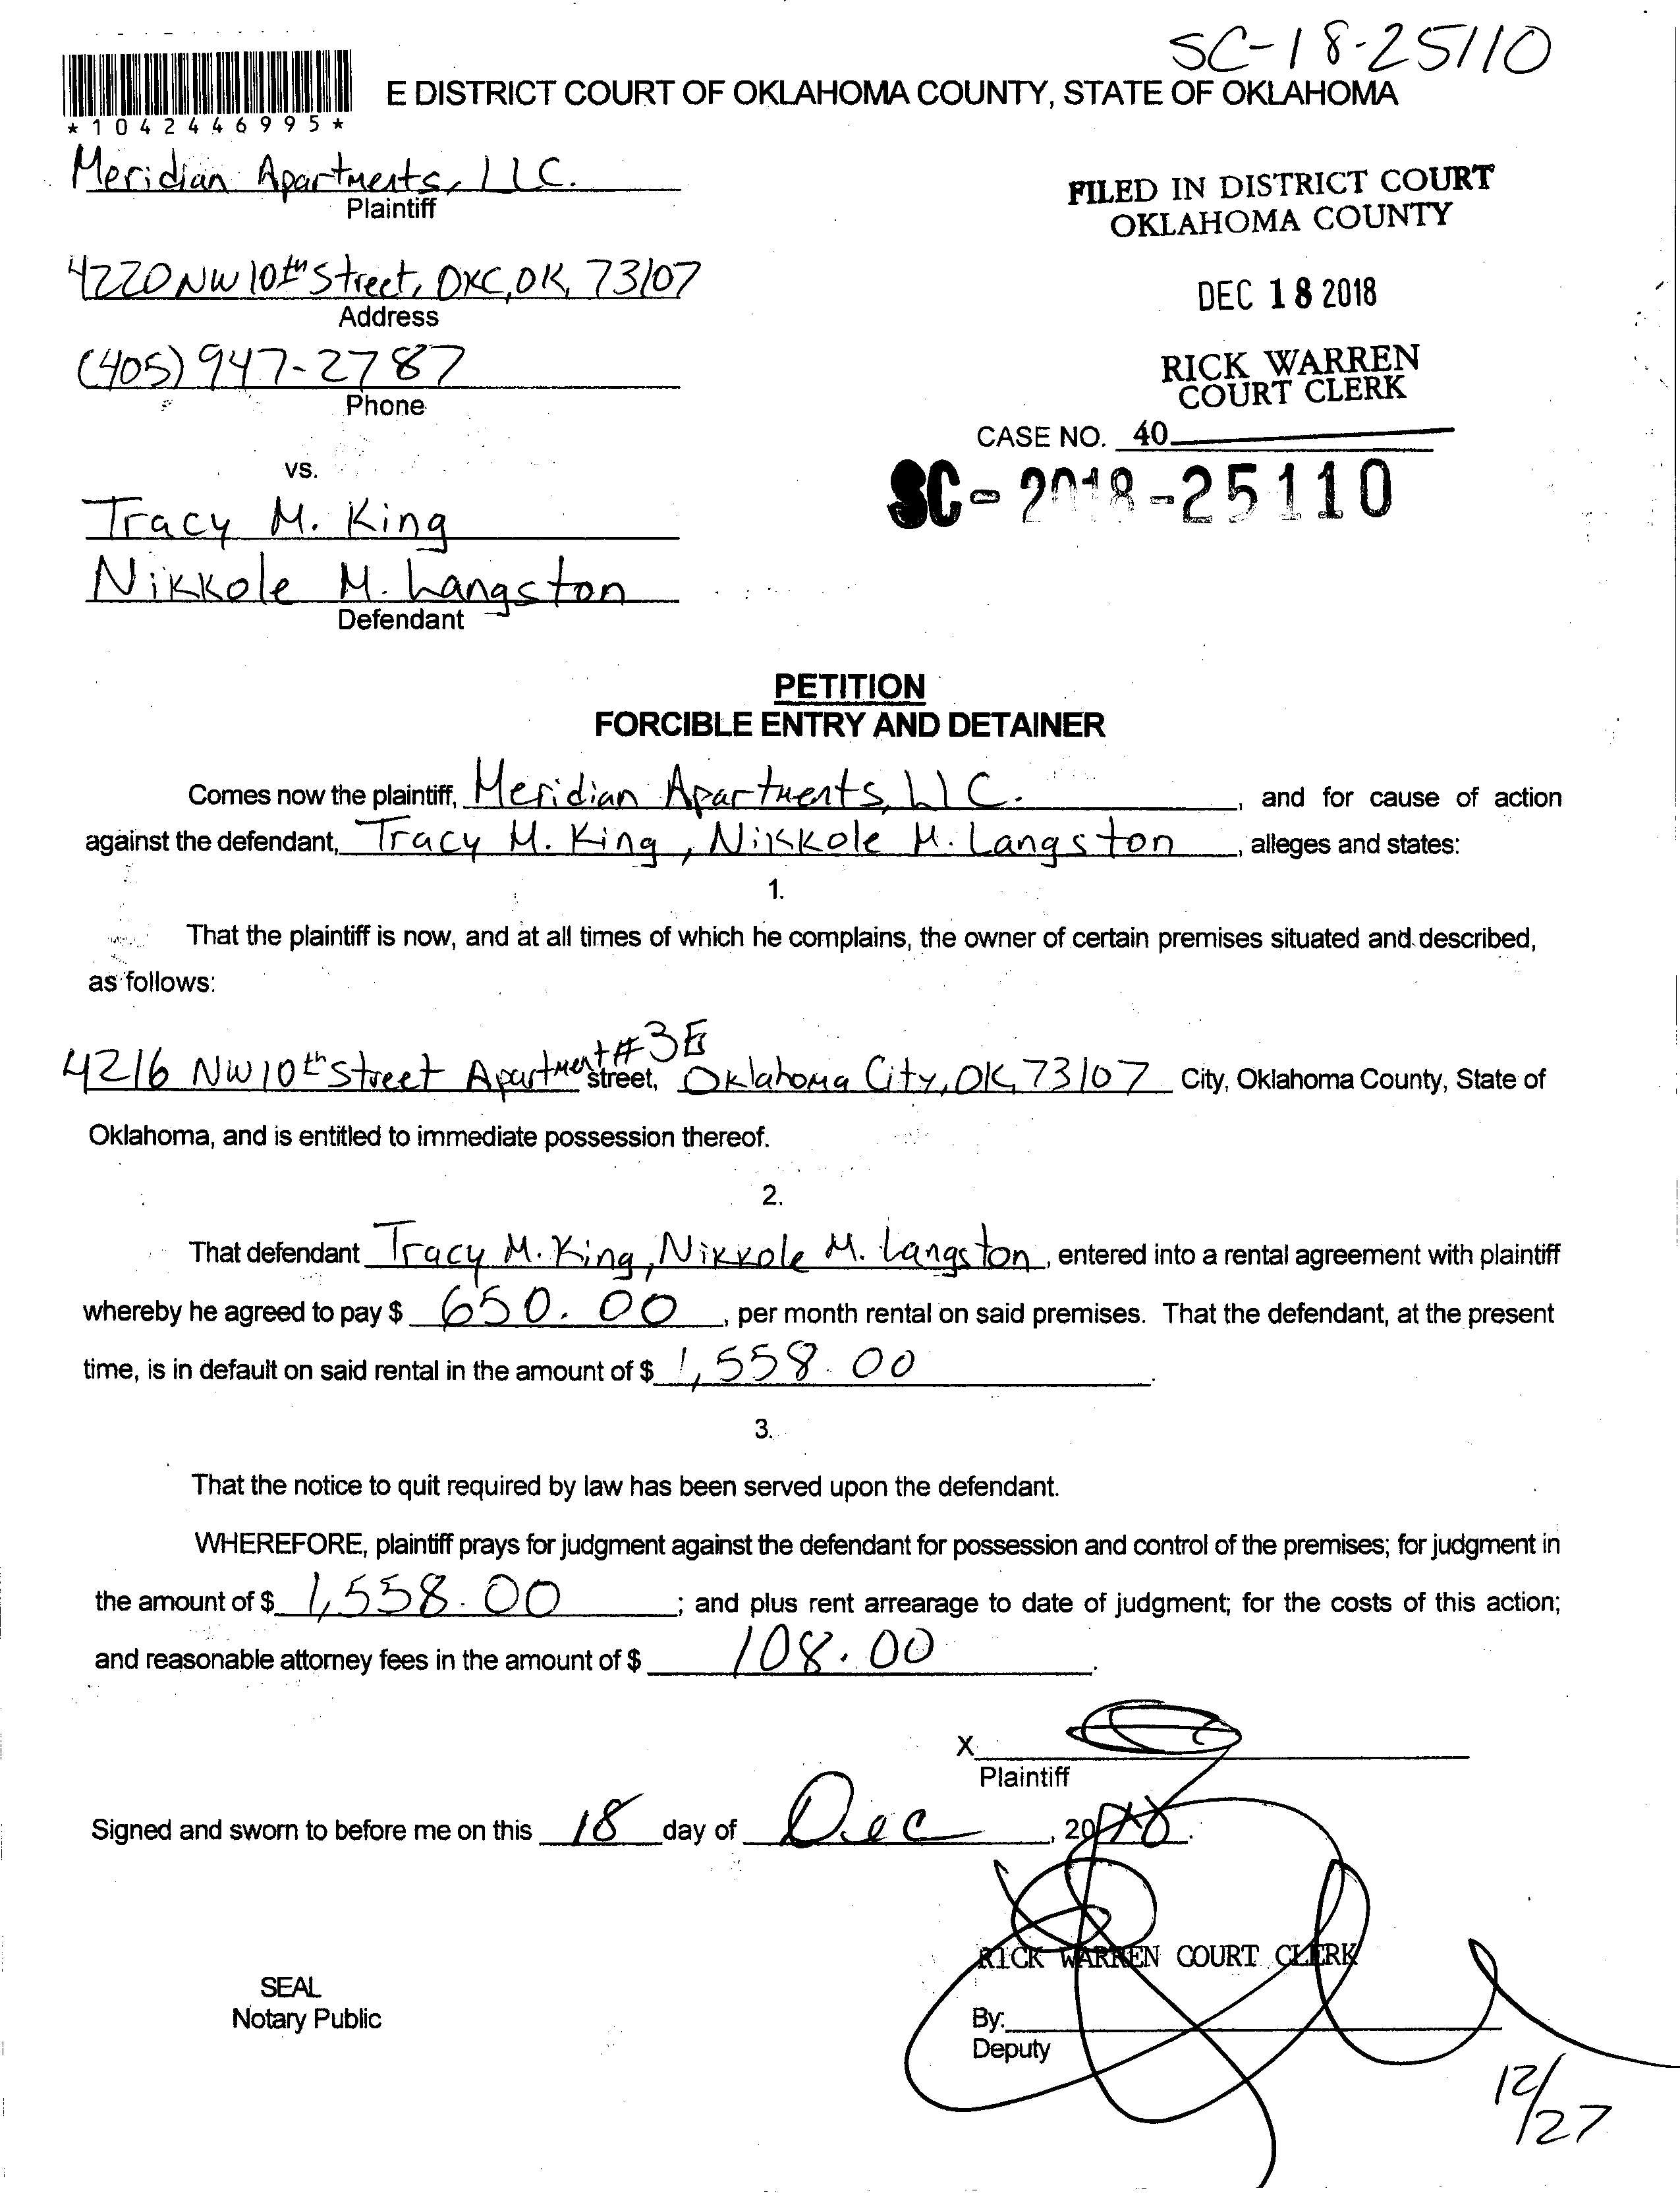 SC-18-25110
E DISTRICT COURT OF OKLAHOMA COUNTY, STATE OF OKLAHOMA
*1042446995*
Meridian Apartments, LLC.
Plaintiff
FILED IN DISTRICT COURT
OKLAHOMA COUNTY
4220 NW 10th Street, OKC, OK, 73107
Address
DEC 18 2018
(405) 947-2787
Phone
RICK WARREN
COURT CLERK
CASE NO. 40
vs.
SC-2018-25110
Tracy M. King
Nikkole M. Langston
Defendant
PETITION
FORCIBLE ENTRY AND DETAINER
Comes now the plaintiff, Meridian Apartments, LLC. , and for cause of action
against the defendant, Tracy M. King, Nikkole M. Langston , alleges and states:
1.
That the plaintiff is now, and at all times of which he complains, the owner of certain premises situated and described,
as follows:
4216 NW 10th Street Apartment #3E street, Oklahoma City, OK, 73107 City, Oklahoma County, State of
Oklahoma, and is entitled to immediate possession thereof.
2.
That defendant Tracy M. King, Nikkole M. Langston , entered into a rental agreement with plaintiff
whereby he agreed to pay $ 650.00 , per month rental on said premises. That the defendant, at the present
time, is in default on said rental in the amount of $ 1,558.00 .
3.
That the notice to quit required by law has been served upon the defendant.
WHEREFORE, plaintiff prays for judgment against the defendant for possession and control of the premises; for judgment in
the amount of $ 1,558.00 ; and plus rent arrearage to date of judgment; for the costs of this action;
and reasonable attorney fees in the amount of $ 108.00 .
X
Plaintiff
Signed and sworn to before me on this 18 day of Dec , 2018.
RICK WARREN COURT CLERK
SEAL
Notary Public
By:
Deputy
12/27